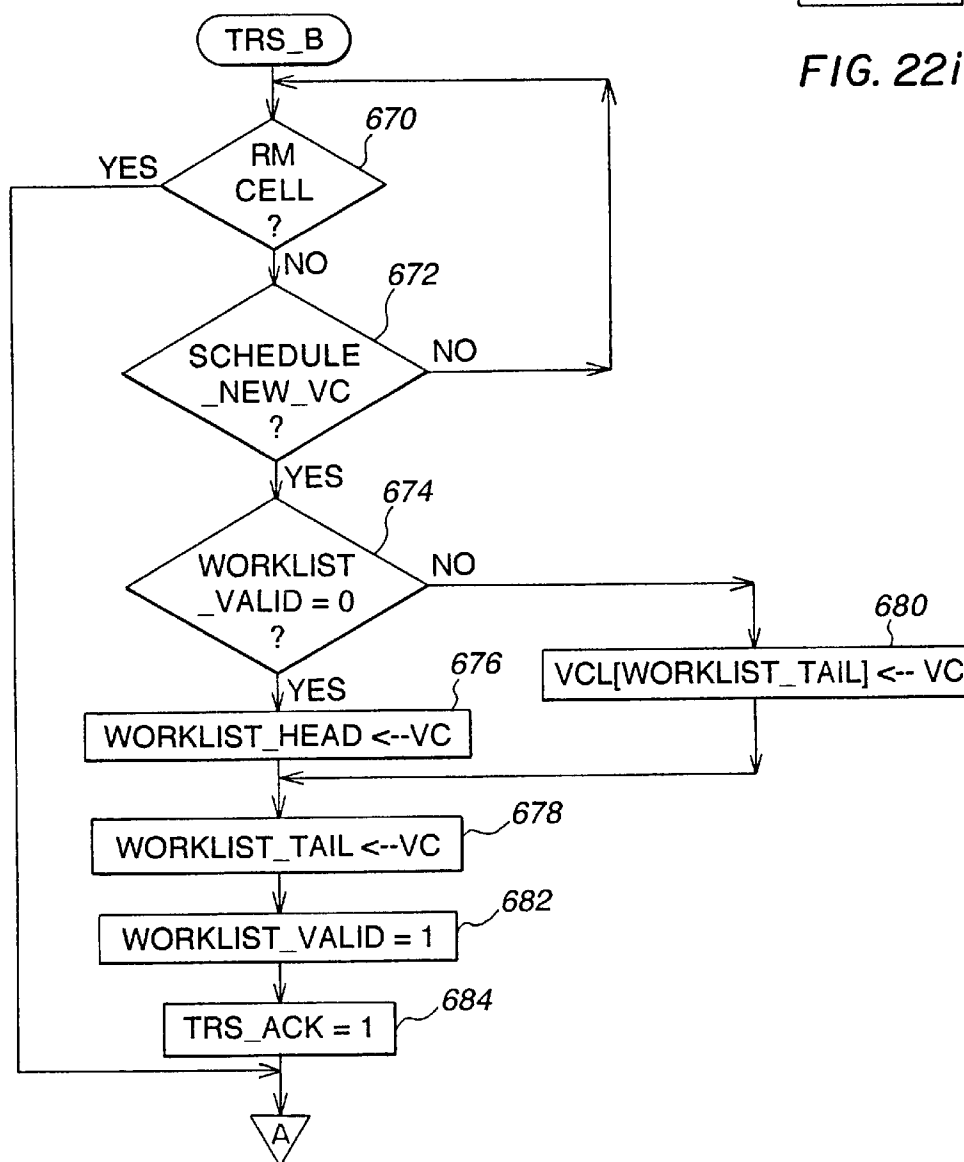 TRS_B
FIG. 22i
670
YES
RM
CELL
?
NO
672
SCHEDULE
_NEW_VC
?
NO
YES
674
WORKLIST
_VALID = 0
?
NO
680
VCL[WORKLIST_TAIL] <-- VC
YES
676
WORKLIST_HEAD <--VC
678
WORKLIST_TAIL <--VC
682
WORKLIST_VALID = 1
684
TRS_ACK = 1
A